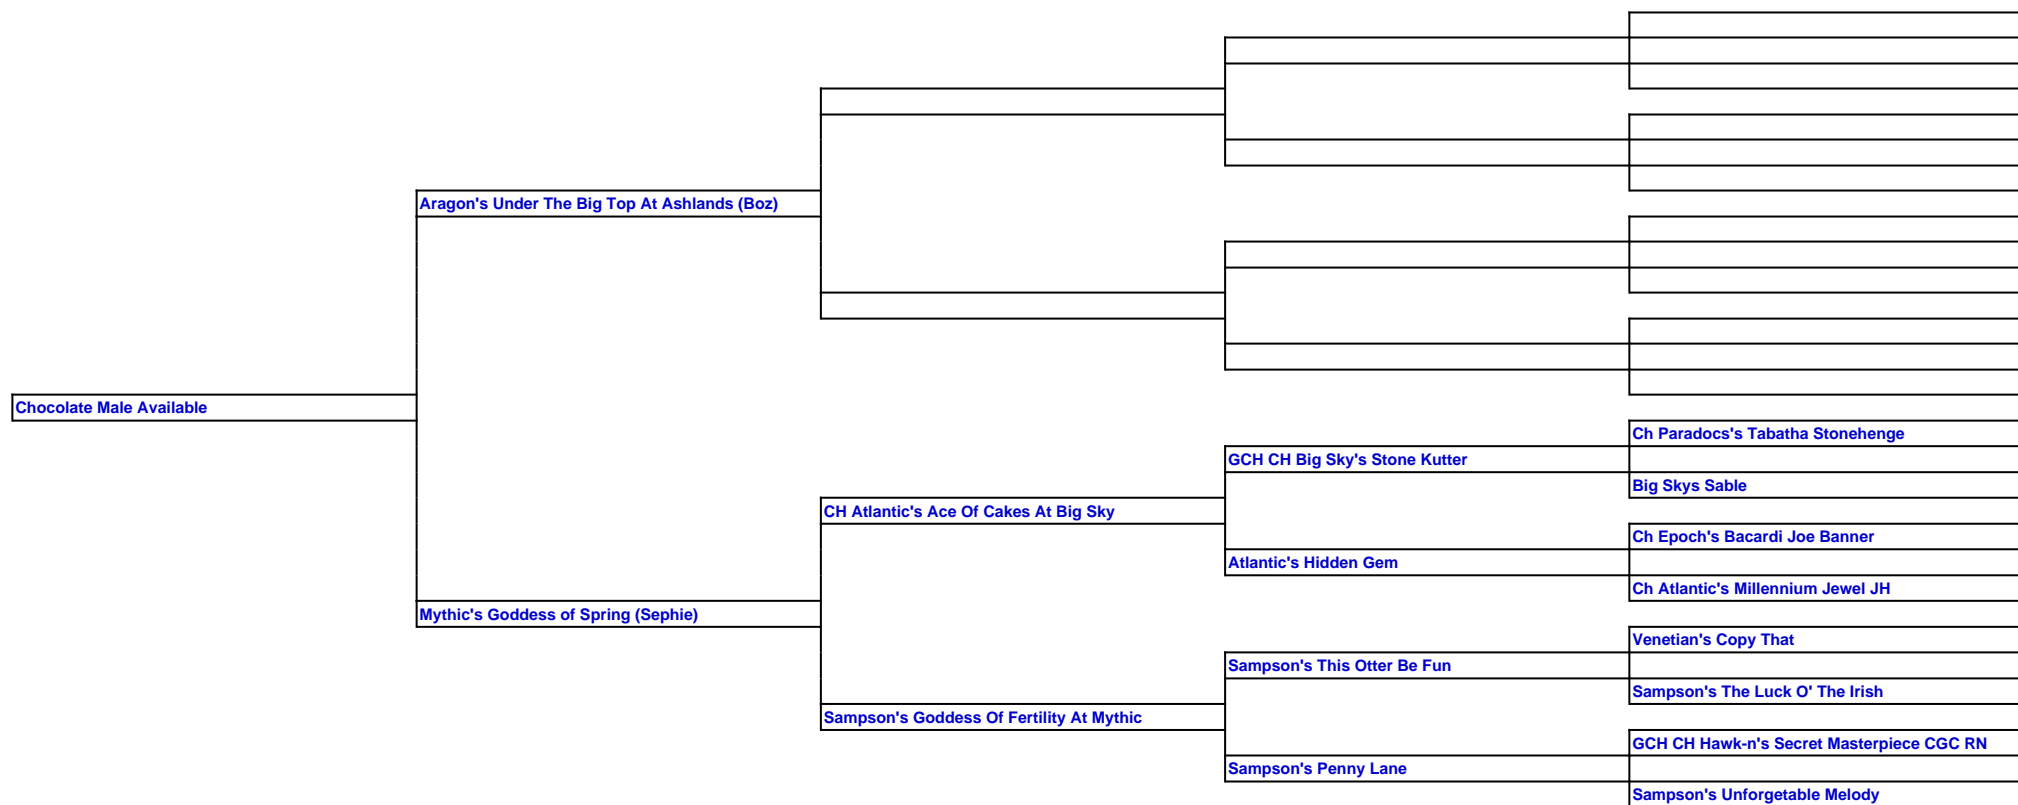 Aragon's Under The Big Top At Ashlands (Boz)
Chocolate Male Available
Ch Paradocs's Tabatha Stonehenge
GCH CH Big Sky's Stone Kutter
Big Skys Sable
CH Atlantic's Ace Of Cakes At Big Sky
Ch Epoch's Bacardi Joe Banner
Atlantic's Hidden Gem
Ch Atlantic's Millennium Jewel JH
Mythic's Goddess of Spring (Sephie)
Venetian's Copy That
Sampson's This Otter Be Fun
Sampson's The Luck O' The Irish
Sampson's Goddess Of Fertility At Mythic
GCH CH Hawk-n's Secret Masterpiece CGC RN
Sampson's Penny Lane
Sampson's Unforgetable Melody